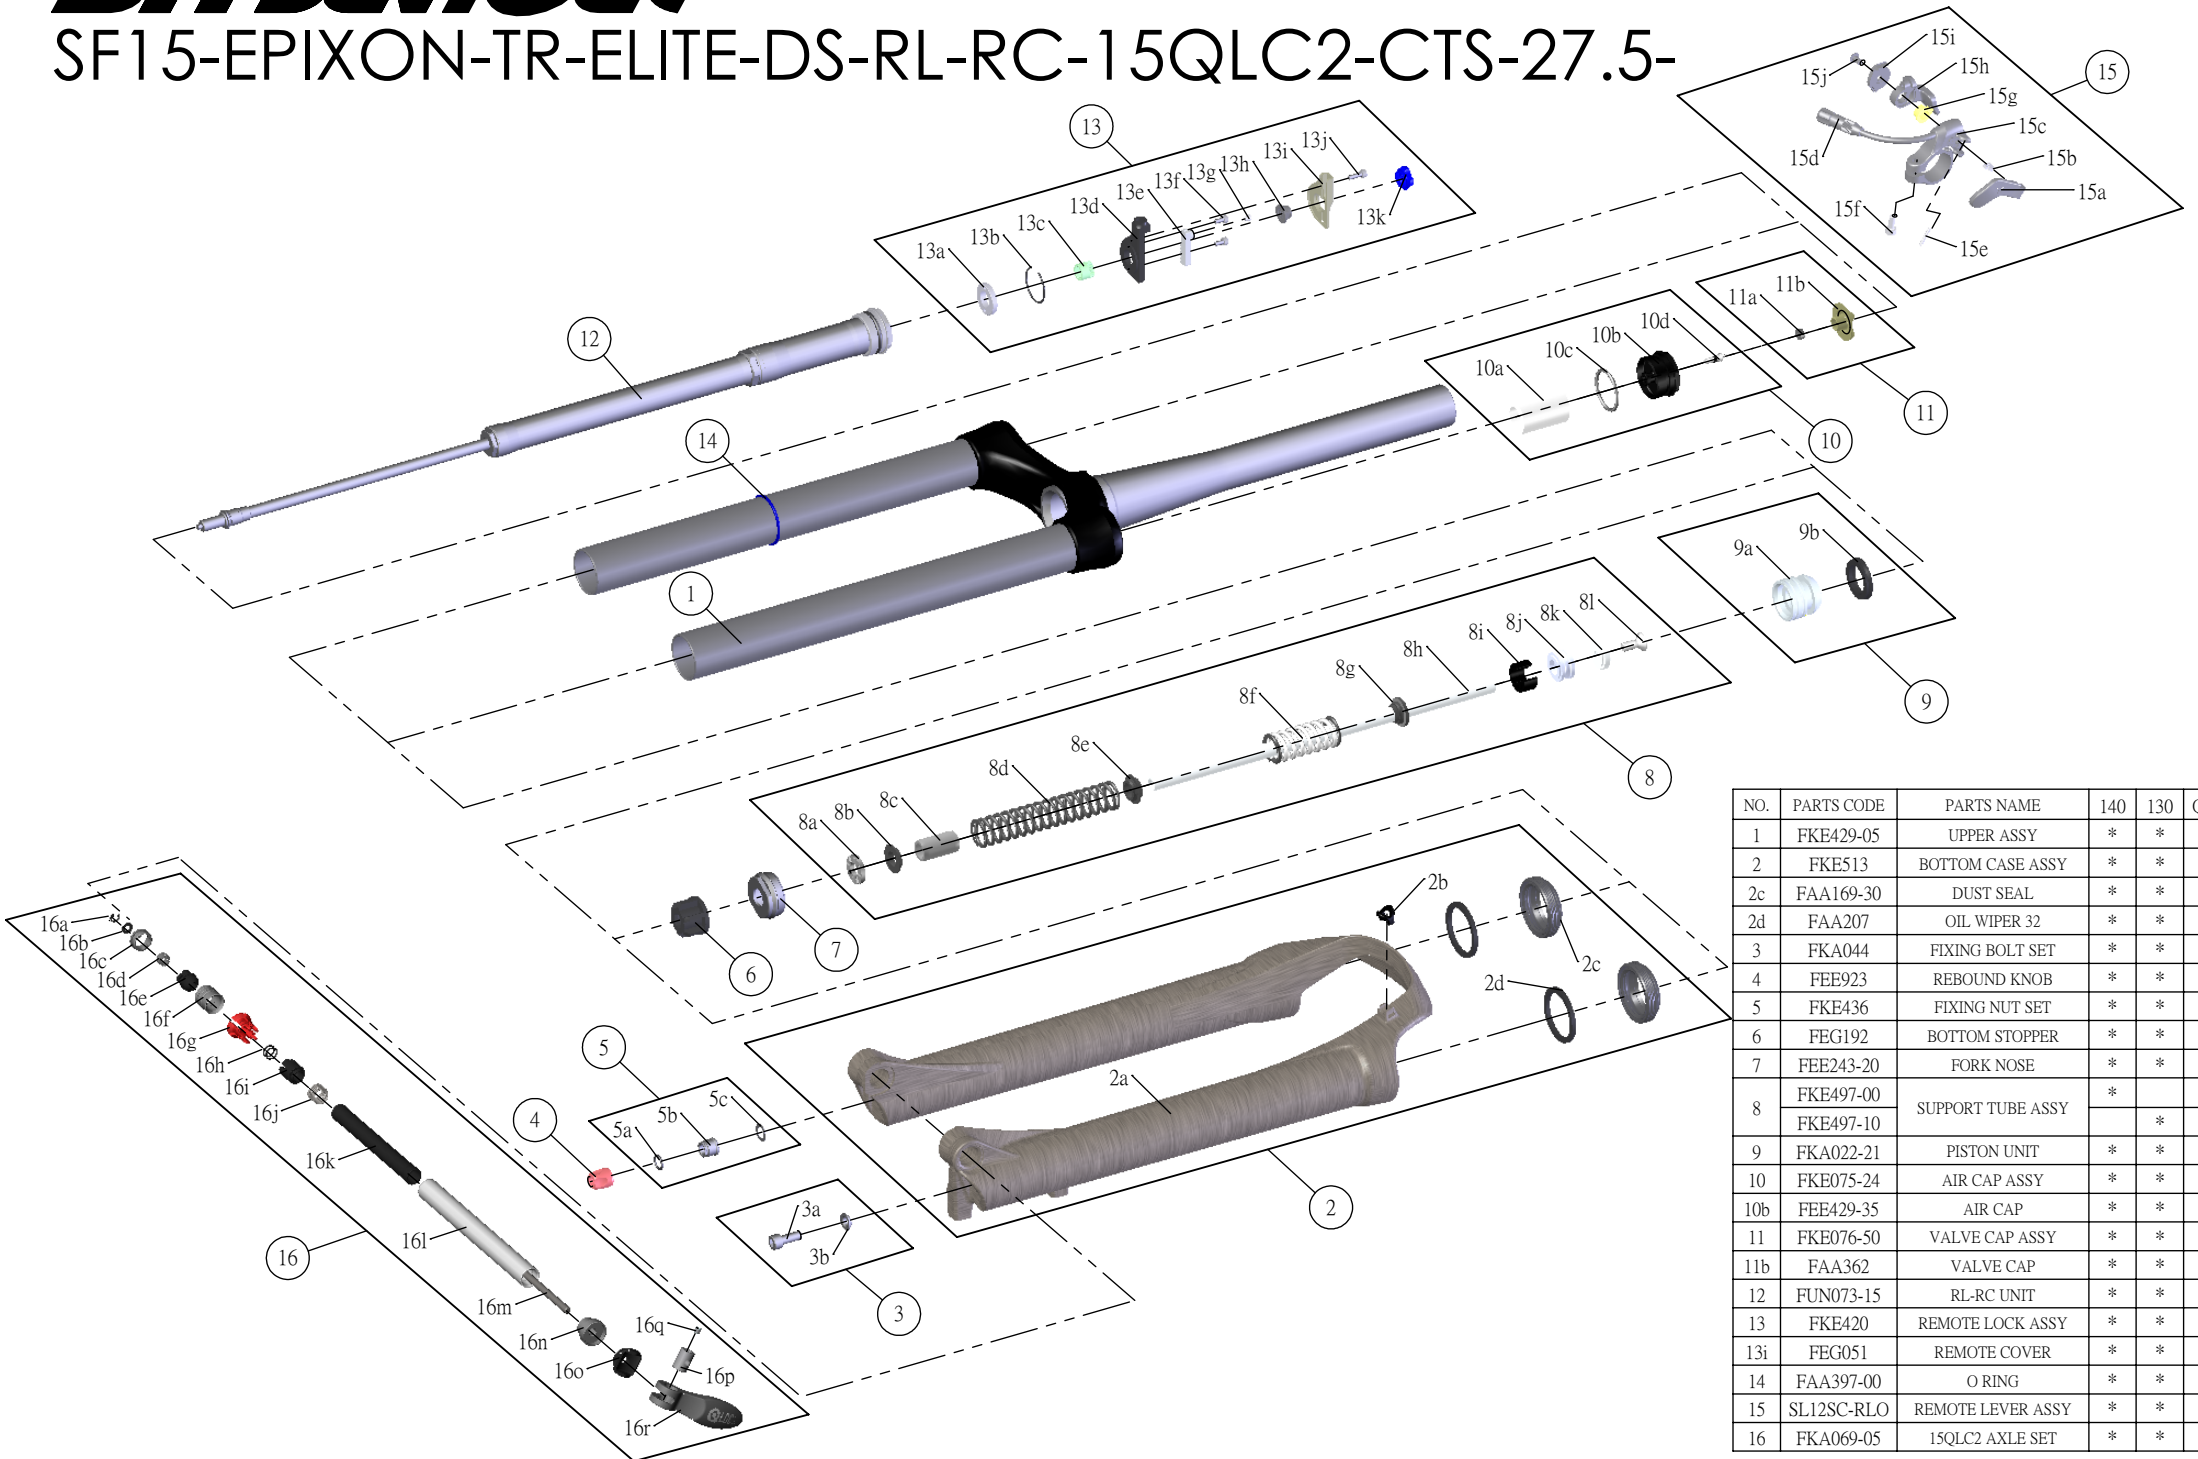 SF15-EPIXON-TR-ELITE-DS-RL-RC-15QLC2-CTS-27.5-
15i
15j
15h
15
15g
15c
15d
15b
15a
15f
15e
13
13j
13i
13h
13g
13f
13e
13d
13k
13c
13b
13a
11b
11a
11
10d
10b
10c
10a
10
12
14
1
9b
9a
9
8l
8k
8j
8i
8h
8g
8f
8e
8d
8c
8b
8a
8
7
6
2b
2c
2d
2a
2
5
5c
5b
5a
4
3a
3b
3
16a
16b
16c
16d
16e
16f
16g
16h
16i
16j
16k
16l
16
16m
16n
16o
16q
16p
16r
NO. PARTS CODE PARTS NAME 140 130
1 FKE429-05 UPPER ASSY * *
2 FKE513 BOTTOM CASE ASSY * *
2c FAA169-30 DUST SEAL * *
2d FAA207 OIL WIPER 32 * *
3 FKA044 FIXING BOLT SET * *
4 FEE923 REBOUND KNOB * *
5 FKE436 FIXING NUT SET * *
6 FEG192 BOTTOM STOPPER * *
7 FEE243-20 FORK NOSE * *
8 FKE497-00 SUPPORT TUBE ASSY *
FKE497-10 *
9 FKA022-21 PISTON UNIT * *
10 FKE075-24 AIR CAP ASSY * *
10b FEE429-35 AIR CAP * *
11 FKE076-50 VALVE CAP ASSY * *
11b FAA362 VALVE CAP * *
12 FUN073-15 RL-RC UNIT * *
13 FKE420 REMOTE LOCK ASSY * *
13i FEG051 REMOTE COVER * *
14 FAA397-00 O RING * *
15 SL12SC-RLO REMOTE LEVER ASSY * *
16 FKA069-05 15QLC2 AXLE SET * *